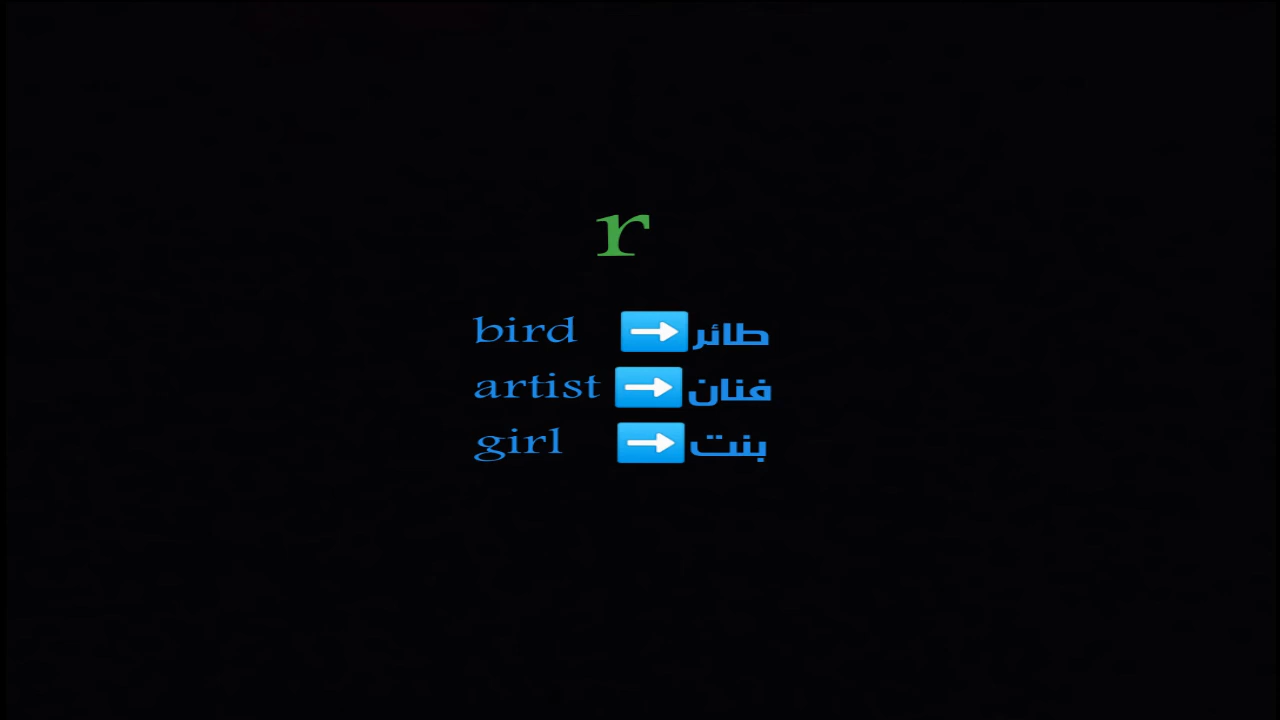 r
bird ➡️ طائر
artist ➡️ فنان
girl ➡️ بنت